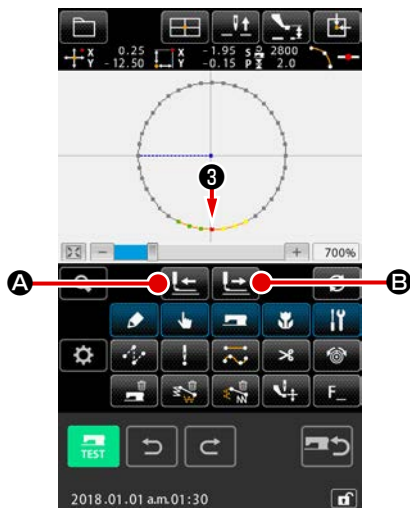 X 0.25 X -1.95 S 2800
Y -12.50 Y -0.15 P 2.0
3
- + 700%
A B
F_
TEST
2018.01.01 a.m.01:30